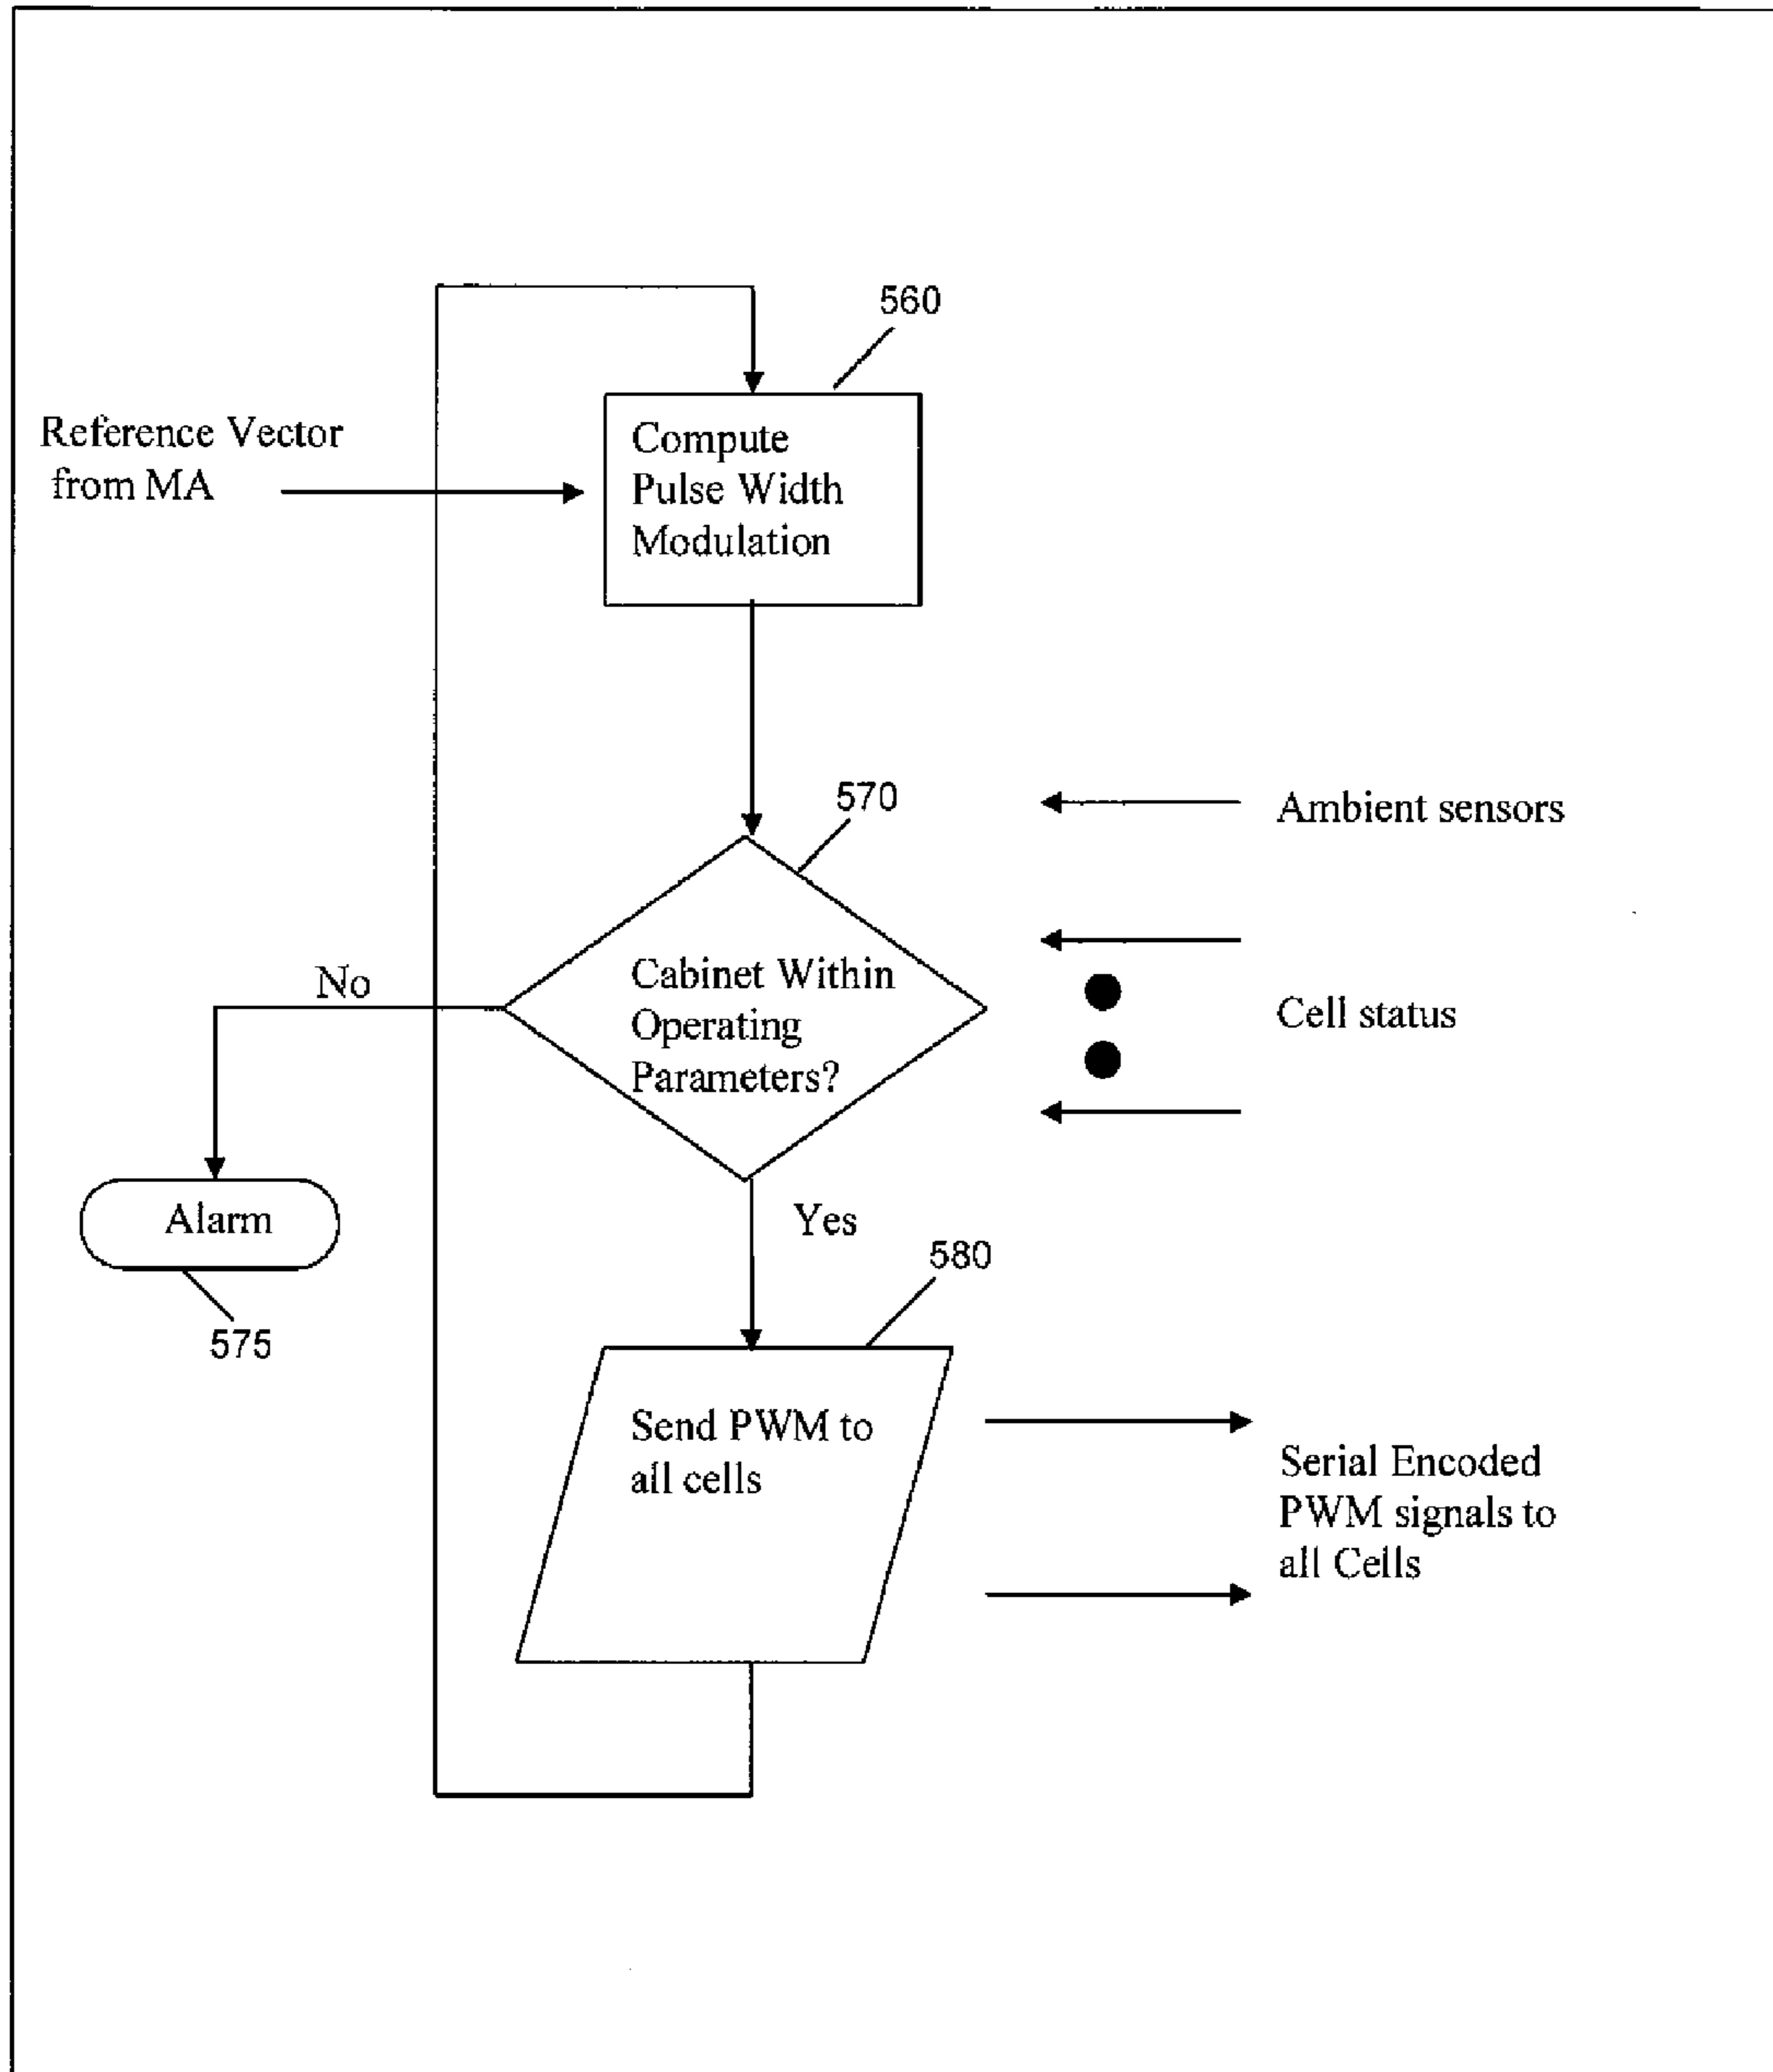 560
Reference Vector
from MA
Compute
Pulse Width
Modulation
570
Ambient sensors
No
Cabinet Within
Operating
Parameters?
Cell status
Alarm
575
Yes
580
Send PWM to
all cells
Serial Encoded
PWM signals to
all Cells